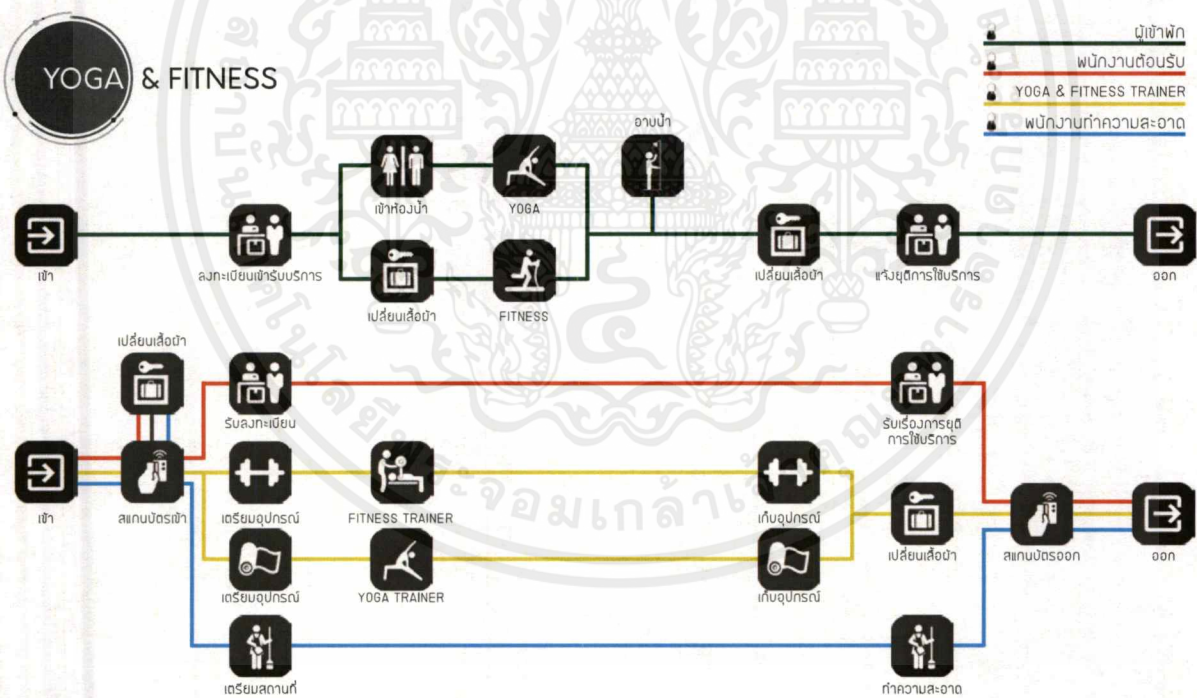 YOGA & FITNESS
ผู้เข้าพัก
พนักงานต้อนรับ
YOGA & FITNESS TRAINER
พนักงานทำความสะอาด
อาบน้ำ
เข้าห้องน้ำ
YOGA
เข้า
ลงทะเบียนเข้ารับบริการ
เปลี่ยนเสื้อผ้า
แจ้งยุติการใช้บริการ
ออก
เปลี่ยนเสื้อผ้า
FITNESS
เปลี่ยนเสื้อผ้า
รับลงทะเบียน
รับเรื่องการยุติ
การใช้บริการ
เข้า
สแกนบัตรเข้า
เตรียมอุปกรณ์
FITNESS TRAINER
เก็บอุปกรณ์
เปลี่ยนเสื้อผ้า
สแกนบัตรออก
ออก
เตรียมอุปกรณ์
YOGA TRAINER
เก็บอุปกรณ์
เตรียมสถานที่
ทำความสะอาด